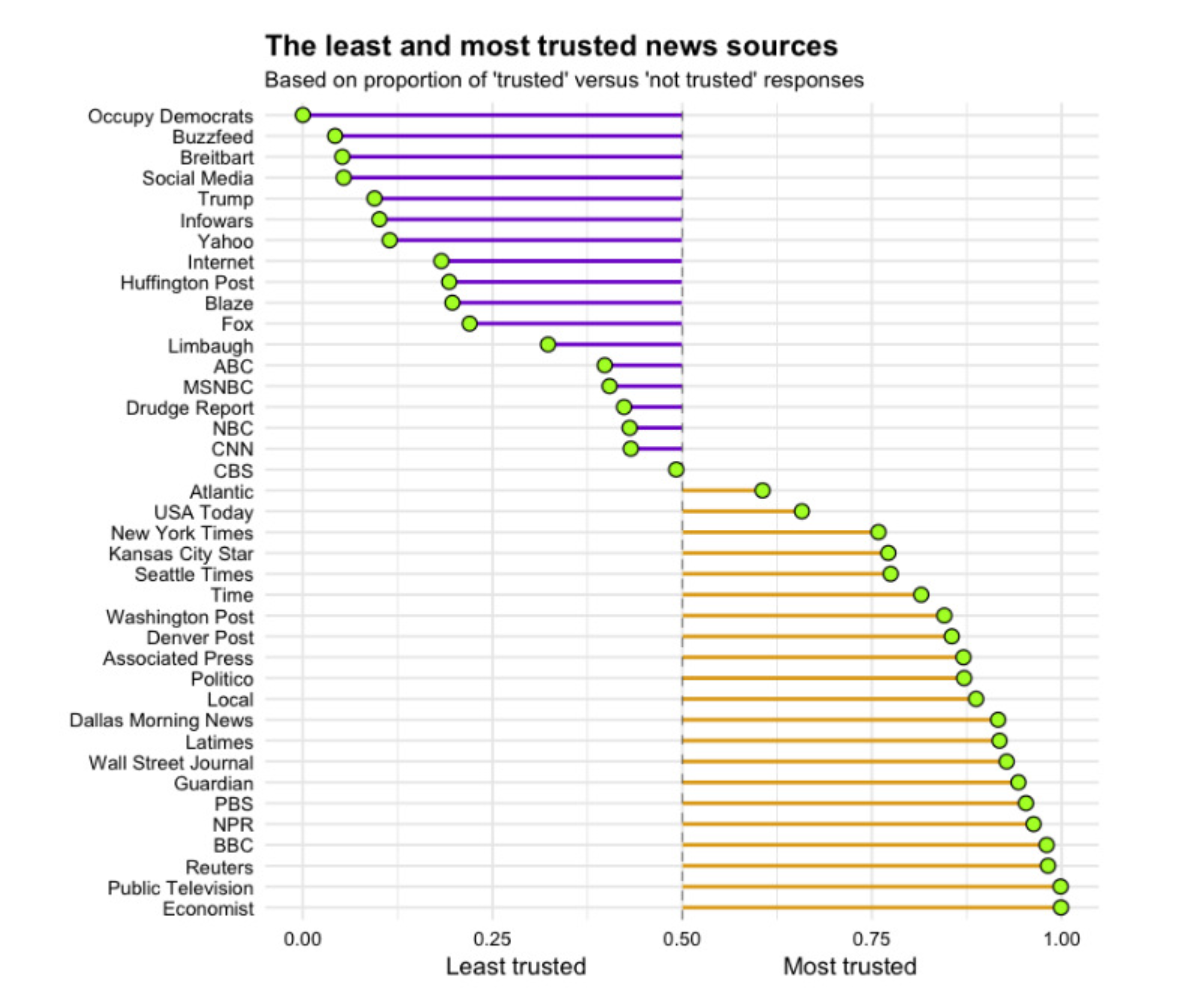 The least and most trusted news sources
Based on proportion of 'trusted' versus 'not trusted' responses
Occupy Democrats
Buzzfeed
Breitbart
Social Media
Trump
Infowars
Yahoo
Internet
Huffington Post
Blaze
Fox
Limbaugh
ABC
MSNBC
Drudge Report
NBC
CNN
CBS
Atlantic
USA Today
New York Times
Kansas City Star
Seattle Times
Time
Washington Post
Denver Post
Associated Press
Politico
Local
Dallas Morning News
Latimes
Wall Street Journal
Guardian
PBS
NPR
BBC
Reuters
Public Television
Economist
0.00 0.25 0.50 0.75 1.00
Least trusted Most trusted